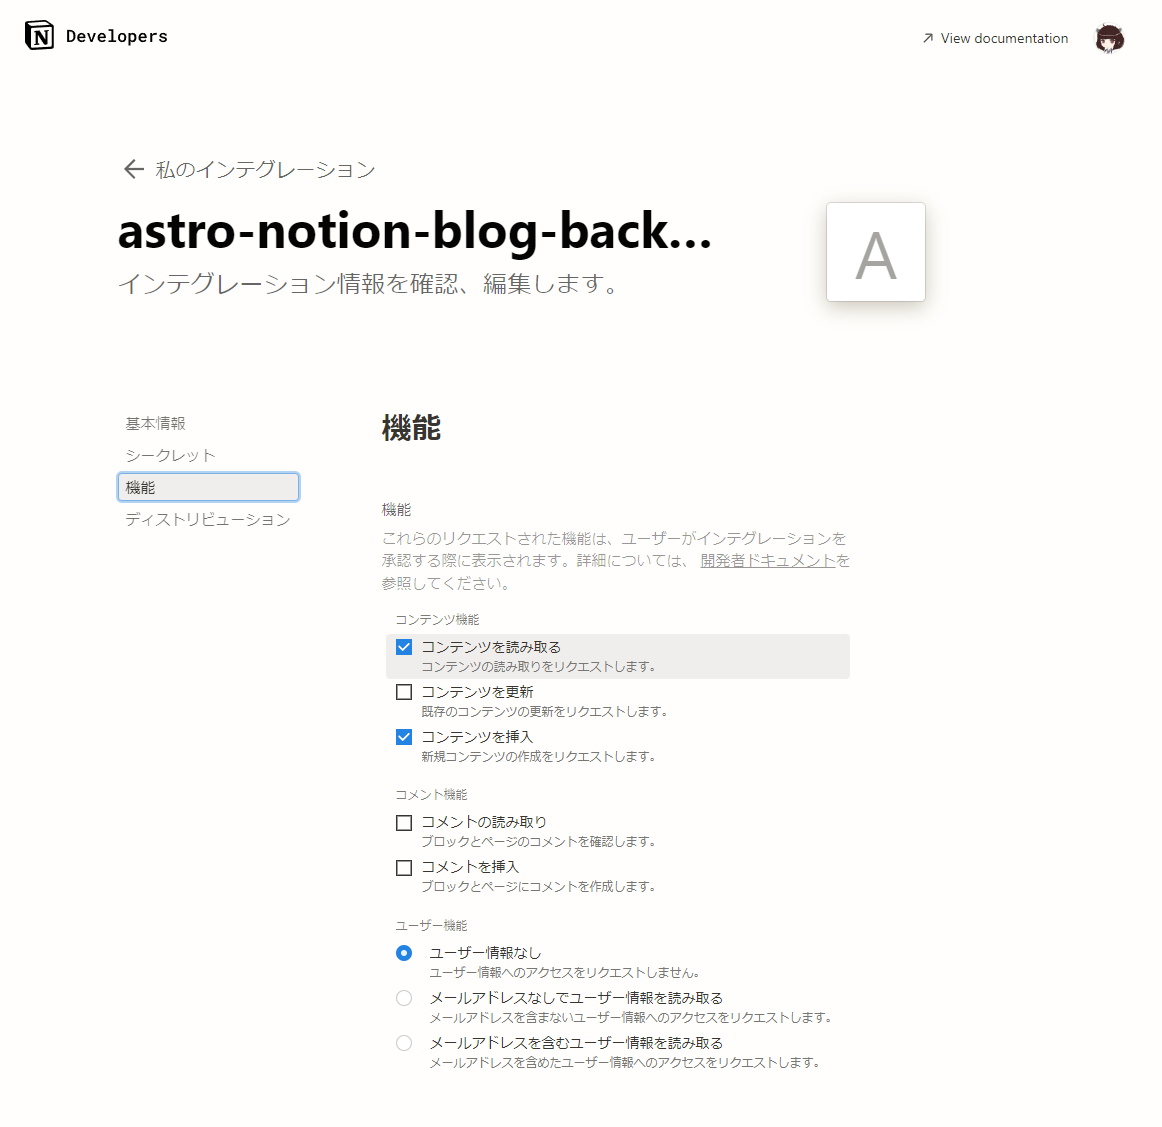 Developers
View documentation
私のインテグレーション
astro-notion-blog-back…
インテグレーション情報を確認、編集します。
A
基本情報
シークレット
機能
ディストリビューション
機能
機能
これらのリクエストされた機能は、ユーザーがインテグレーションを
承認する際に表示されます。詳細については、 開発者ドキュメントを
参照してください。
コンテンツ機能
コンテンツを読み取る
コンテンツの読み取りをリクエストします。
コンテンツを更新
既存のコンテンツの更新をリクエストします。
コンテンツを挿入
新規コンテンツの作成をリクエストします。
コメント機能
コメントの読み取り
ブロックとページのコメントを確認します。
コメントを挿入
ブロックとページにコメントを作成します。
ユーザー機能
ユーザー情報なし
ユーザー情報へのアクセスをリクエストしません。
メールアドレスなしでユーザー情報を読み取る
メールアドレスを含まないユーザー情報へのアクセスをリクエストします。
メールアドレスを含むユーザー情報を読み取る
メールアドレスを含めたユーザー情報へのアクセスをリクエストします。